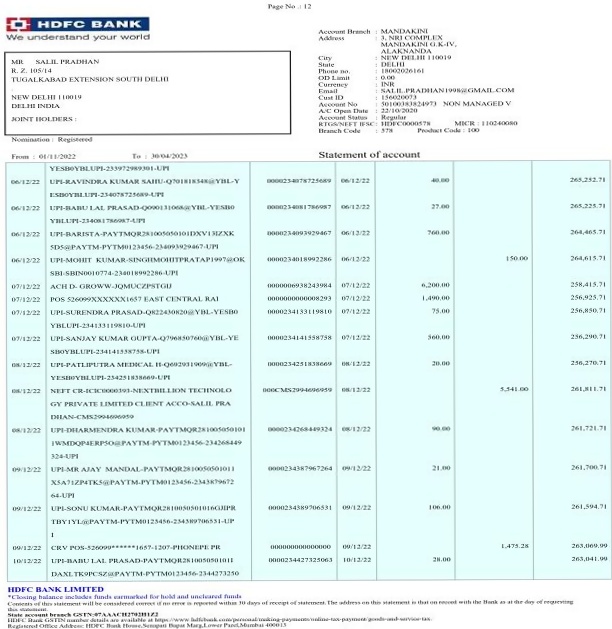 Page No .: 12
HDFC BANK
We understand your world
MR SALIL PRADHAN
R. Z. 105/14
TUGALKABAD EXTENSION SOUTH DELHI
NEW DELHI 110019
DELHI INDIA
JOINT HOLDERS :
Nomination : Registered
Account Branch : MANDAKINI
Address : 3, NRI COMPLEX
MANDAKINI G.K-IV,
ALAKNANDA
City : NEW DELHI 110019
State : DELHI
Phone no. : 18002026161
OD Limit : 0.00
Currency : INR
Email : SALIL.PRADHAN1998@GMAIL.COM
Cust ID : 156020073
Account No : 50100383824973 NON MANAGED V
A/C Open Date : 22/10/2020
Account Status : Regular
RTGS/NEFT IFSC: HDFC0000578 MICR : 110240080
Branch Code : 578 Product Code : 100
From : 01/11/2022 To : 30/04/2023 Statement of account
YESB0YBLUPI-233972989301-UPI
06/12/22 UPI-RAVINDRA KUMAR SAHU-Q701818348@YBL-Y 0000234078725689 06/12/22 40.00 265,252.71
ESB0YBLUPI-234078725689-UPI
06/12/22 UPI-BABU LAL PRASAD-Q090131068@YBL-YESB0 0000234081786987 06/12/22 27.00 265,225.71
YBLUPI-234081786987-UPI
06/12/22 UPI-BARISTA-PAYTMQR281005050101DXV13IZXK 0000234093929467 06/12/22 760.00 264,465.71
5D5@PAYTM-PYTM0123456-234093929467-UPI
06/12/22 UPI-MOHIT KUMAR-SINGHMOHITPRATAP1997@OK 0000234018992286 06/12/22 150.00 264,615.71
SBI-SBIN0010774-234018992286-UPI
07/12/22 ACH D- GROWW-JQMUCZPSTGIJ 0000006938243984 07/12/22 6,200.00 258,415.71
07/12/22 POS 526099XXXXXX1657 EAST CENTRAL RAI 0000000000008293 07/12/22 1,490.00 256,925.71
07/12/22 UPI-SURENDRA PRASAD-Q822430820@YBL-YESB0 0000234133119810 07/12/22 75.00 256,850.71
YBLUPI-234133119810-UPI
07/12/22 UPI-SANJAY KUMAR GUPTA-Q796850760@YBL-YE 0000234141558758 07/12/22 560.00 256,290.71
SB0YBLUPI-234141558758-UPI
08/12/22 UPI-PATLIPUTRA MEDICAL H-Q692931909@YBL- 0000234251838669 08/12/22 20.00 256,270.71
YESB0YBLUPI-234251838669-UPI
08/12/22 NEFT CR-ICIC0000393-NEXTBILLION TECHNOLO 000CMS2994696959 08/12/22 5,541.00 261,811.71
GY PRIVATE LIMITED CLIENT ACCO-SALIL PRA
DHAN-CMS2994696959
08/12/22 UPI-DHARMENDRA KUMAR-PAYTMQR281005050101 0000234268449324 08/12/22 90.00 261,721.71
1WMDQP4ERP5O@PAYTM-PYTM0123456-234268449
324-UPI
09/12/22 UPI-MR AJAY MANDAL-PAYTMQR2810050501011 0000234387967264 09/12/22 21.00 261,700.71
X5A71ZP4TK5@PAYTM-PYTM0123456-2343879672
64-UPI
09/12/22 UPI-SONU KUMAR-PAYTMQR2810050501016GJIPR 0000234389706531 09/12/22 106.00 261,594.71
TBY1YL@PAYTM-PYTM0123456-234389706531-UP
I
09/12/22 CRV POS-526099******1657-1207-PHONEPE PR 0000000000000000 09/12/22 1,475.28 263,069.99
10/12/22 UPI-BABU LAL PRASAD-PAYTMQR2810050501011 0000234427325063 10/12/22 28.00 263,041.99
DAXLTK9PCSZ@PAYTM-PYTM0123456-2344273250
HDFC BANK LIMITED
*Closing balance includes funds earmarked for hold and uncleared funds
Contents of this statement will be considered correct if no error is reported within 30 days of receipt of statement.The address on this statement is that on record with the Bank as at the day of requesting
this statement.
State account branch GSTN:07AAACH2702H1Z2
HDFC Bank GSTIN number details are available at https://www.hdfcbank.com/personal/making-payments/online-tax-payment/goods-and-service-tax.
Registered Office Address: HDFC Bank House,Senapati Bapat Marg,Lower Parel,Mumbai 400013